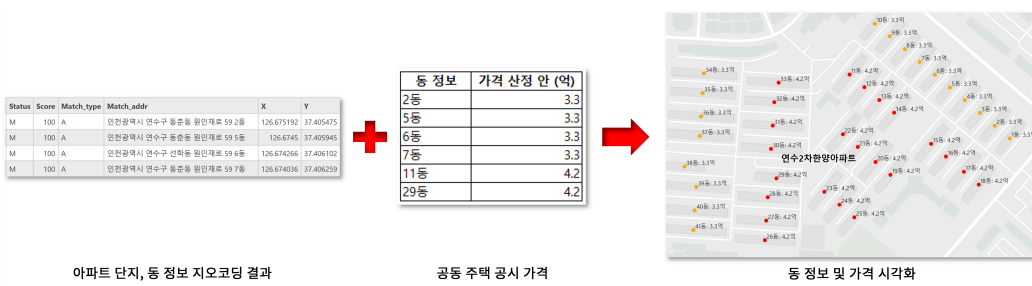 Status Score Match_type Match_addr X Y
M 100 A 인천광역시 연수구 동춘동 원인재로 59 2동 126.675192 37.405475
M 100 A 인천광역시 연수구 동춘동 원인재로 59 5동 126.6745 37.405945
M 100 A 인천광역시 연수구 선학동 원인재로 59 6동 126.674266 37.406102
M 100 A 인천광역시 연수구 동춘동 원인재로 59 7동 126.674036 37.406259
아파트 단지, 동 정보 지오코딩 결과
동 정보 가격 산정 안 (억)
2동 3.3
5동 3.3
6동 3.3
7동 3.3
11동 4.2
29동 4.2
공동 주택 공시 가격
10동: 3.3억
9동: 3.3억
8동: 3.3억
7동: 3.3억
6동: 3.3억
5동: 3.3억
4동: 3.3억
3동: 3.3억
2동: 3.3억
1동: 3.3억
34동: 3.3억
35동: 3.3억
36동: 3.3억
37동: 3.3억
38동: 3.3억
39동: 3.3억
40동: 3.3억
41동: 3.3억
33동: 4.2억
32동: 4.2억
31동: 4.2억
30동: 4.2억
29동: 4.2억
28동: 4.2억
27동: 4.2억
26동: 4.2억
11동: 4.2억
12동: 4.2억
13동: 4.2억
14동: 4.2억
22동: 4.2억
21동: 4.2억
20동: 4.2억
19동: 4.2억
연수2차한양아파트
15동: 4.2억
16동: 4.2억
17동: 4.2억
18동: 4.2억
23동: 4.2억
24동: 4.2억
25동: 4.2억
동 정보 및 가격 시각화